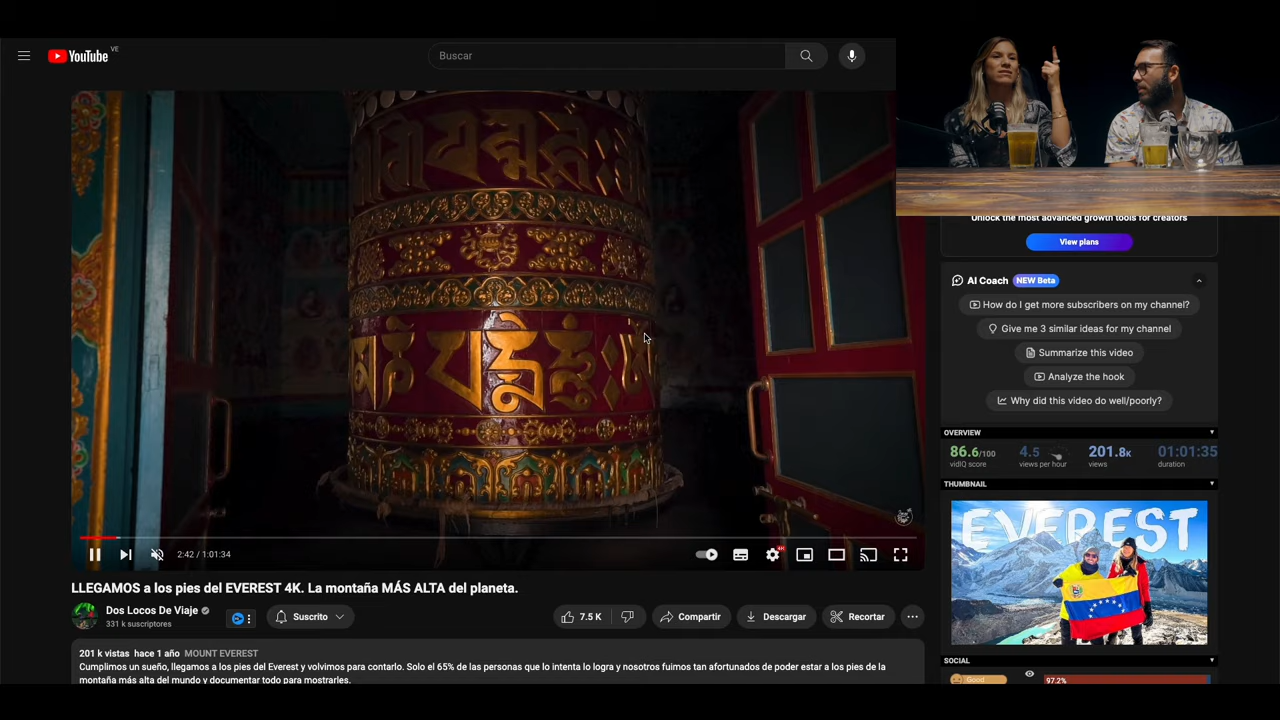 YouTube VE
Buscar
Unlock the most advanced growth tools for creators
View plans
AI Coach NEW Beta
How do I get more subscribers on my channel?
Give me 3 similar ideas for my channel
Summarize this video
Analyze the hook
Why did this video do well/poorly?
OVERVIEW
86.6/100 4.5 201.8K 01:01:35
vidIQ score views per hour views duration
THUMBNAIL
EVEREST
2:42 / 1:01:34
LLEGAMOS a los pies del EVEREST 4K. La montaña MÁS ALTA del planeta.
Dos Locos De Viaje
331 k suscriptores
Suscrito
7.5 K
Compartir
Descargar
Recortar
201 k vistas hace 1 año MOUNT EVEREST
Cumplimos un sueño, llegamos a los pies del Everest y volvimos para contarlo. Solo el 65% de las personas que lo intenta lo logra y nosotros fuimos tan afortunados de poder estar a los pies de la
montaña más alta del mundo y documentar todo para mostrarles.
SOCIAL
Good
97.2%